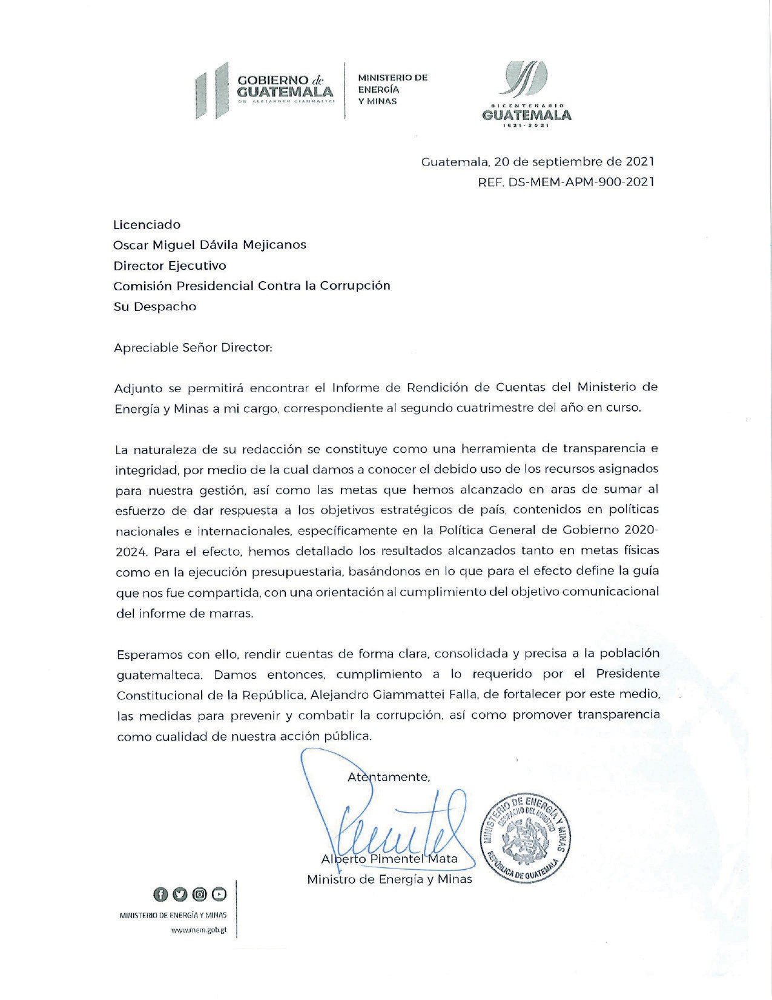 GOBIERNO de
GUATEMALA
DR. ALEJANDRO GIAMMATTEI
MINISTERIO DE
ENERGÍA
Y MINAS
BICENTENARIO
GUATEMALA
1821-2021
Guatemala, 20 de septiembre de 2021
REF. DS-MEM-APM-900-2021
Licenciado
Oscar Miguel Dávila Mejicanos
Director Ejecutivo
Comisión Presidencial Contra la Corrupción
Su Despacho
Apreciable Señor Director:
Adjunto se permitirá encontrar el Informe de Rendición de Cuentas del Ministerio de
Energía y Minas a mi cargo, correspondiente al segundo cuatrimestre del año en curso.
La naturaleza de su redacción se constituye como una herramienta de transparencia e
integridad, por medio de la cual damos a conocer el debido uso de los recursos asignados
para nuestra gestión, así como las metas que hemos alcanzado en aras de sumar al
esfuerzo de dar respuesta a los objetivos estratégicos de país, contenidos en políticas
nacionales e internacionales, específicamente en la Política General de Gobierno 2020-
2024. Para el efecto, hemos detallado los resultados alcanzados tanto en metas físicas
como en la ejecución presupuestaria, basándonos en lo que para el efecto define la guía
que nos fue compartida, con una orientación al cumplimiento del objetivo comunicacional
del informe de marras.
Esperamos con ello, rendir cuentas de forma clara, consolidada y precisa a la población
guatemalteca. Damos entonces, cumplimiento a lo requerido por el Presidente
Constitucional de la República, Alejandro Giammattei Falla, de fortalecer por este medio,
las medidas para prevenir y combatir la corrupción, así como promover transparencia
como cualidad de nuestra acción pública.
Atentamente,
Pimentel
Alberto Pimentel Mata
Ministro de Energía y Minas
MINISTERIO DE ENERGÍA Y MINAS
DESPACHO DEL MINISTRO
REPÚBLICA DE GUATEMALA
MINISTERIO DE ENERGÍA Y MINAS
www.mem.gob.gt